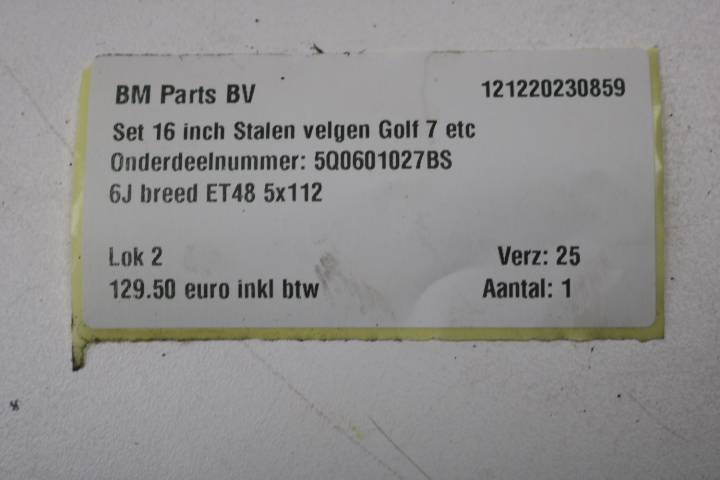 BM Parts BV 121220230859
Set 16 inch Stalen velgen Golf 7 etc
Onderdeelnummer: 5Q0601027BS
6J breed ET48 5x112
Lok 2 Verz: 25
129.50 euro inkl btw Aantal: 1